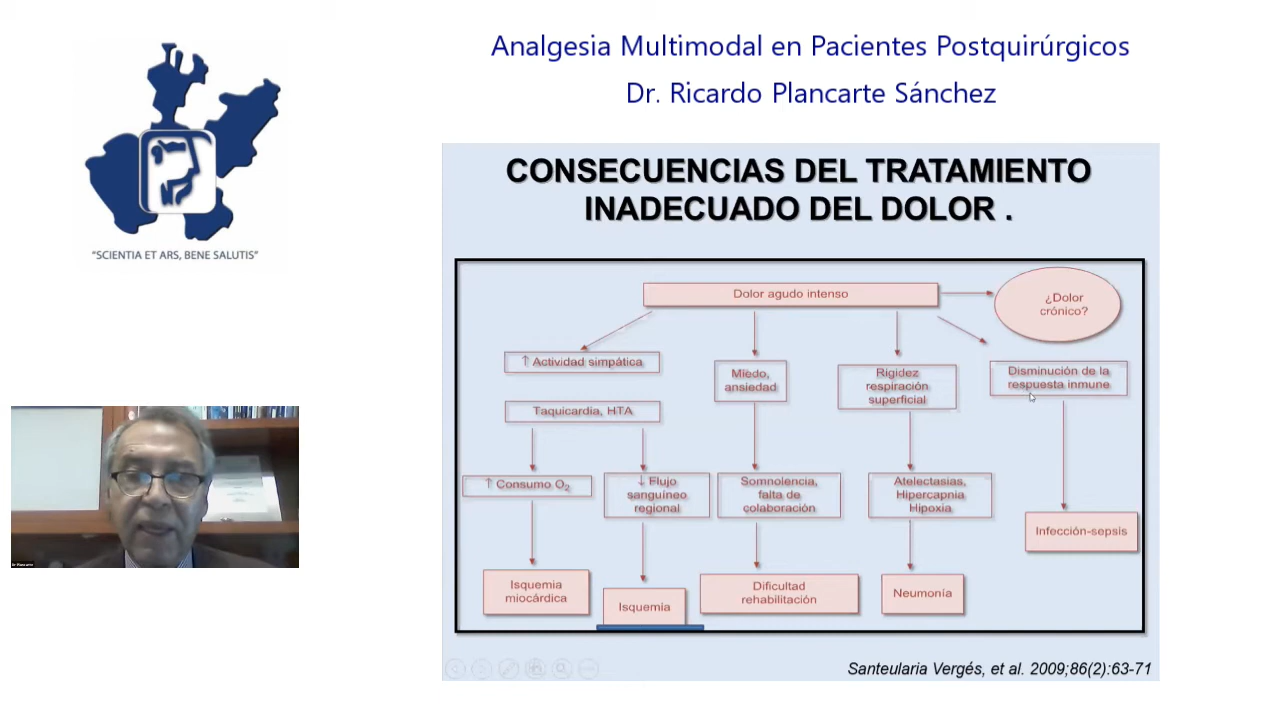 Analgesia Multimodal en Pacientes Postquirúrgicos
Dr. Ricardo Plancarte Sánchez
"SCIENTIA ET ARS, BENE SALUTIS"
CONSECUENCIAS DEL TRATAMIENTO
INADECUADO DEL DOLOR .
Dolor agudo intenso
¿Dolor
crónico?
↑ Actividad simpática
Miedo,
ansiedad
Rigidez
respiración
superficial
Disminución de la
respuesta inmune
Taquicardia, HTA
↑ Consumo O₂
↓ Flujo
sanguíneo
regional
Somnolencia,
falta de
colaboración
Atelectasias,
Hipercapnia
Hipoxia
Infección-sepsis
Isquemia
miocárdica
Isquemia
Dificultad
rehabilitación
Neumonía
Santeularia Vergés, et al. 2009;86(2):63-71